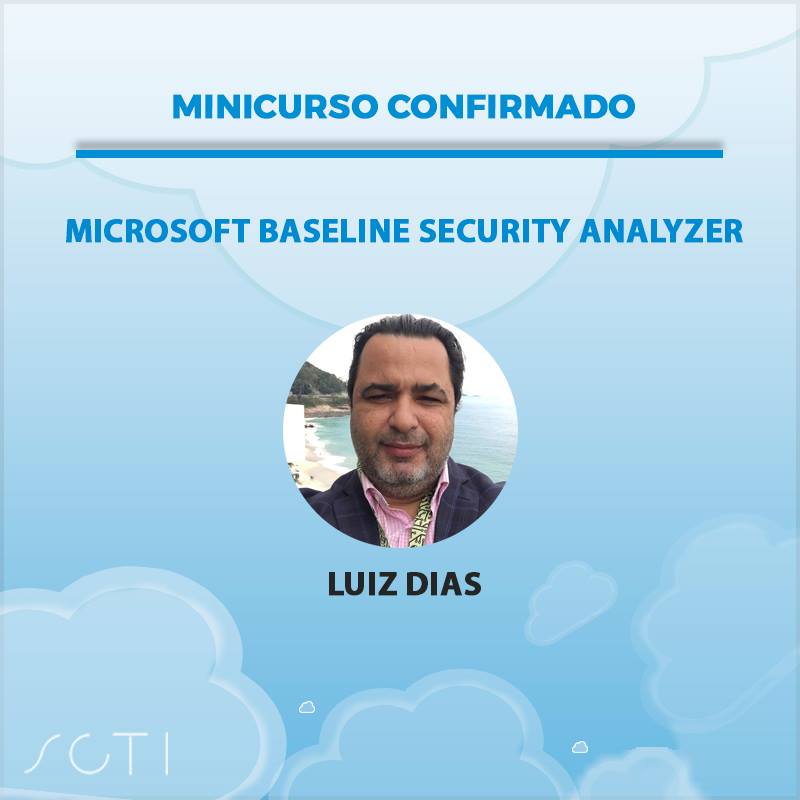 MINICURSO CONFIRMADO
MICROSOFT BASELINE SECURITY ANALYZER
LUIZ DIAS
SCTI